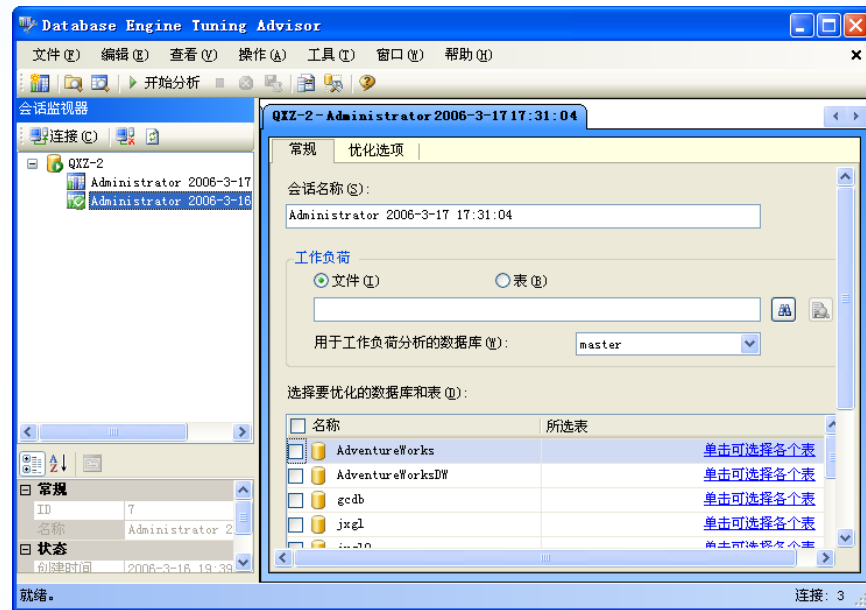 Database Engine Tuning Advisor
文件(F) 编辑(E) 查看(V) 操作(A) 工具(T) 窗口(W) 帮助(H)
开始分析
会话监视器
连接(C)
QXZ-2
Administrator 2006-3-17
Administrator 2006-3-16
常规
ID 7
名称 Administrator 2
状态
创建时间 2006-3-16 19:39
QXZ-2 - Administrator 2006-3-17 17:31:04
常规 优化选项
会话名称(S):
Administrator 2006-3-17 17:31:04
工作负荷
文件(I) 表(B)
用于工作负荷分析的数据库(W): master
选择要优化的数据库和表(D):
名称 所选表
AdventureWorks 单击可选择各个表
AdventureWorksDW 单击可选择各个表
gcdb 单击可选择各个表
jxgl 单击可选择各个表
单击可选择各个表
就绪。 连接: 3